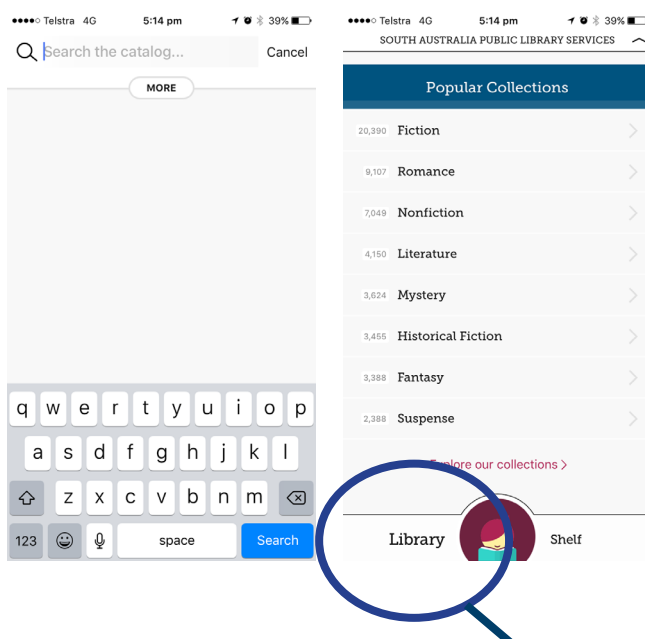 Telstra 4G 5:14 pm 39%
Search the catalog...
Cancel
MORE
q w e r t y u i o p
a s d f g h j k l
z x c v b n m
123 space Search
Telstra 4G 5:14 pm 39%
SOUTH AUSTRALIA PUBLIC LIBRARY SERVICES
Popular Collections
20,390 Fiction
9,107 Romance
7,049 Nonfiction
4,150 Literature
3,624 Mystery
3,455 Historical Fiction
3,388 Fantasy
2,388 Suspense
Explore our collections >
Library Shelf